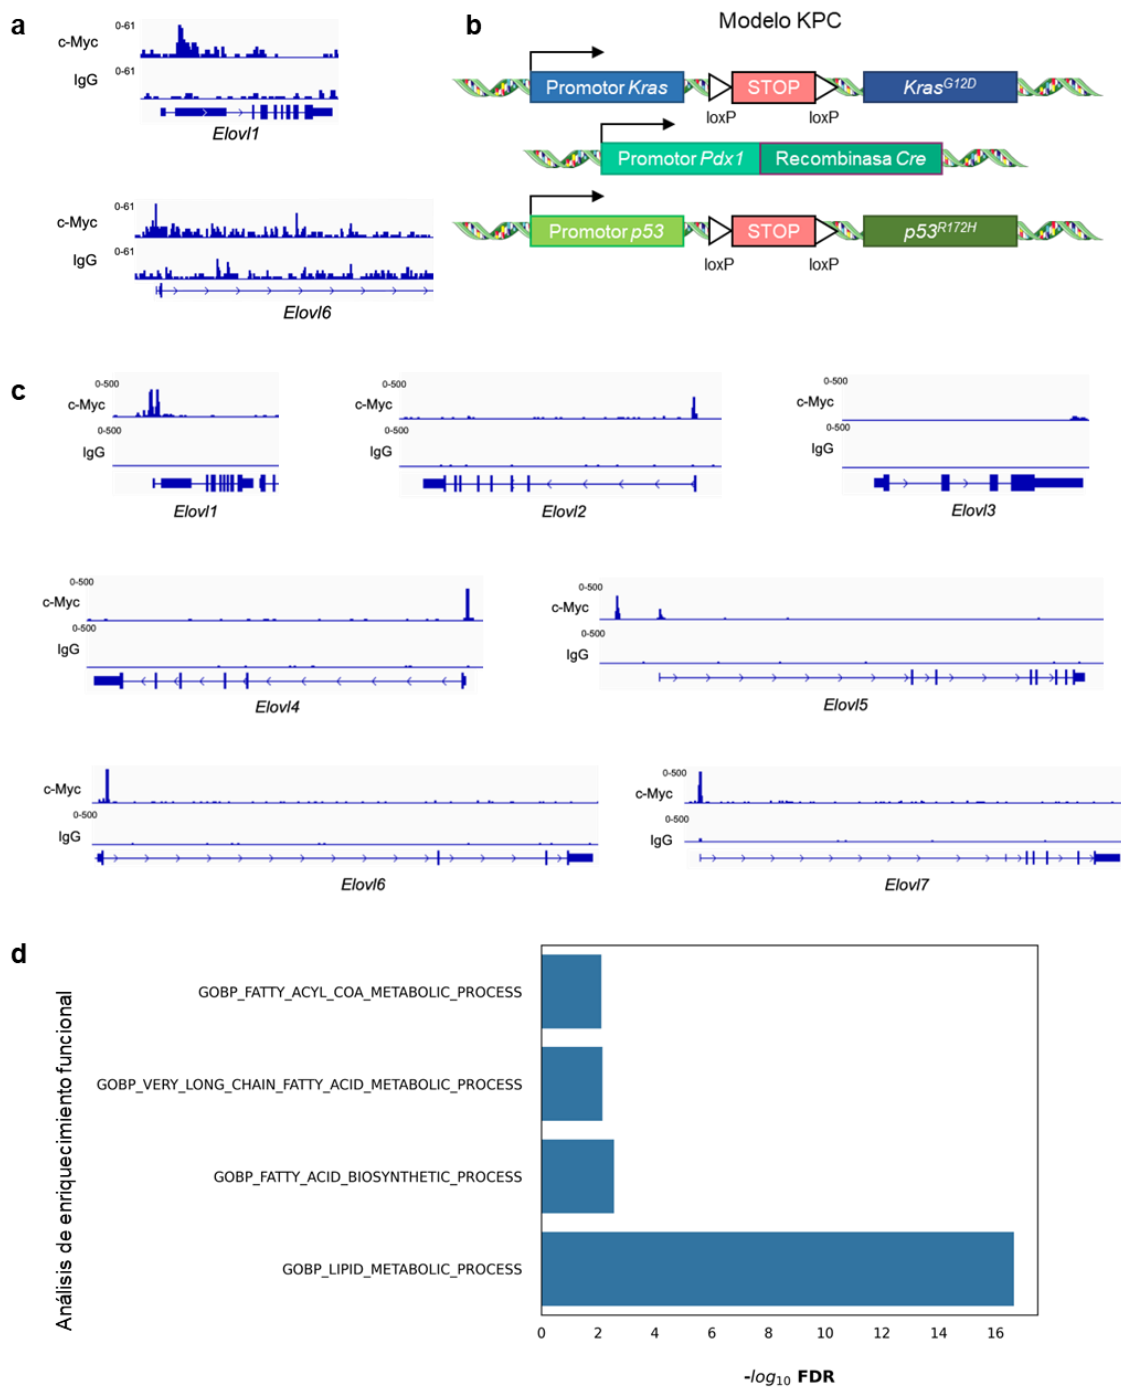 a
0-61
c-Myc
0-61
IgG
Elovl1
0-61
c-Myc
0-61
IgG
Elovl6
b
Modelo KPC
Promotor Kras
STOP
Kras^G12D
loxP
loxP
Promotor Pdx1
Recombinasa Cre
Promotor p53
STOP
p53^R172H
loxP
loxP
c
0-500
c-Myc
0-500
IgG
Elovl1
0-500
c-Myc
0-500
IgG
Elovl2
0-500
c-Myc
0-500
IgG
Elovl3
0-500
c-Myc
0-500
IgG
Elovl4
0-500
c-Myc
0-500
IgG
Elovl5
c-Myc
0-500
IgG
Elovl6
0-500
c-Myc
0-500
IgG
Elovl7
d
Análisis de enriquecimiento funcional
GOBP_FATTY_ACYL_COA_METABOLIC_PROCESS
GOBP_VERY_LONG_CHAIN_FATTY_ACID_METABOLIC_PROCESS
GOBP_FATTY_ACID_BIOSYNTHETIC_PROCESS
GOBP_LIPID_METABOLIC_PROCESS
0 2 4 6 8 10 12 14 16
-log10 FDR